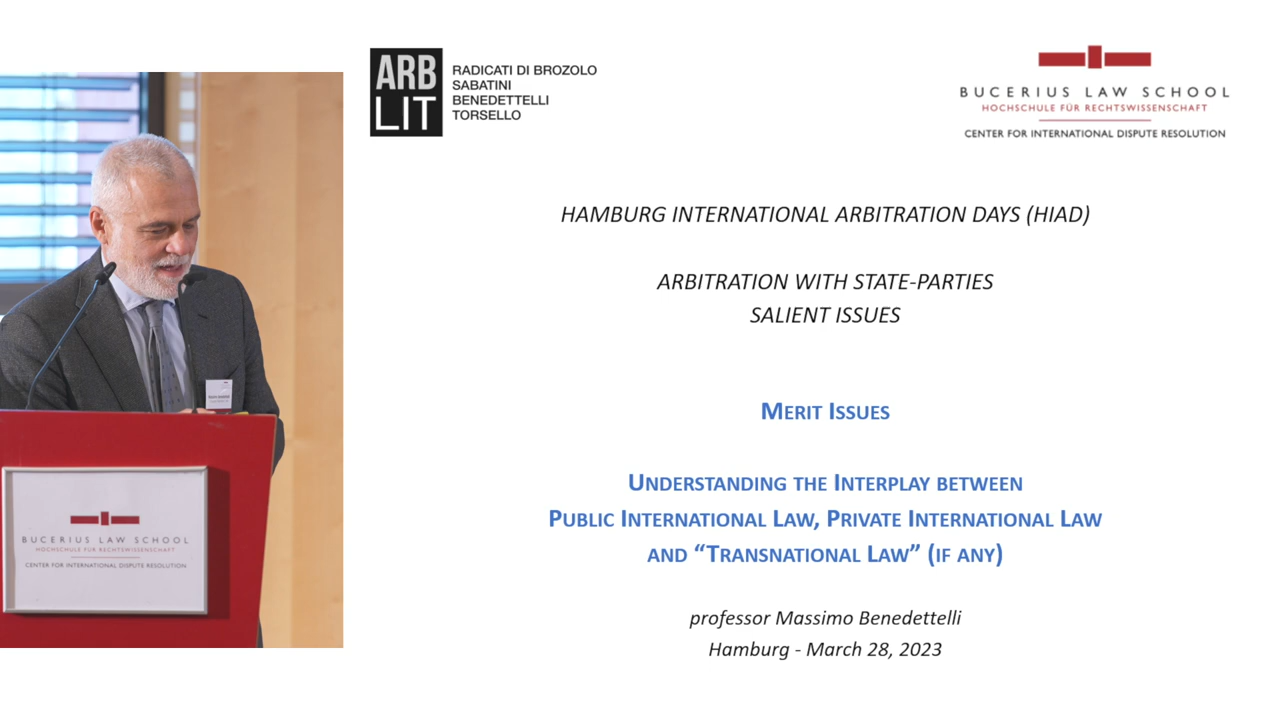 ARB
LIT
RADICATI DI BROZOLO
SABATINI
BENEDETTELLI
TORSELLO
BUCERIUS LAW SCHOOL
HOCHSCHULE FÜR RECHTSWISSENSCHAFT
CENTER FOR INTERNATIONAL DISPUTE RESOLUTION
HAMBURG INTERNATIONAL ARBITRATION DAYS (HIAD)
ARBITRATION WITH STATE-PARTIES
SALIENT ISSUES
MERIT ISSUES
UNDERSTANDING THE INTERPLAY BETWEEN
PUBLIC INTERNATIONAL LAW, PRIVATE INTERNATIONAL LAW
AND “TRANSNATIONAL LAW” (IF ANY)
professor Massimo Benedettelli
Hamburg - March 28, 2023
BUCERIUS LAW SCHOOL
HOCHSCHULE FÜR RECHTSWISSENSCHAFT
CENTER FOR INTERNATIONAL DISPUTE RESOLUTION